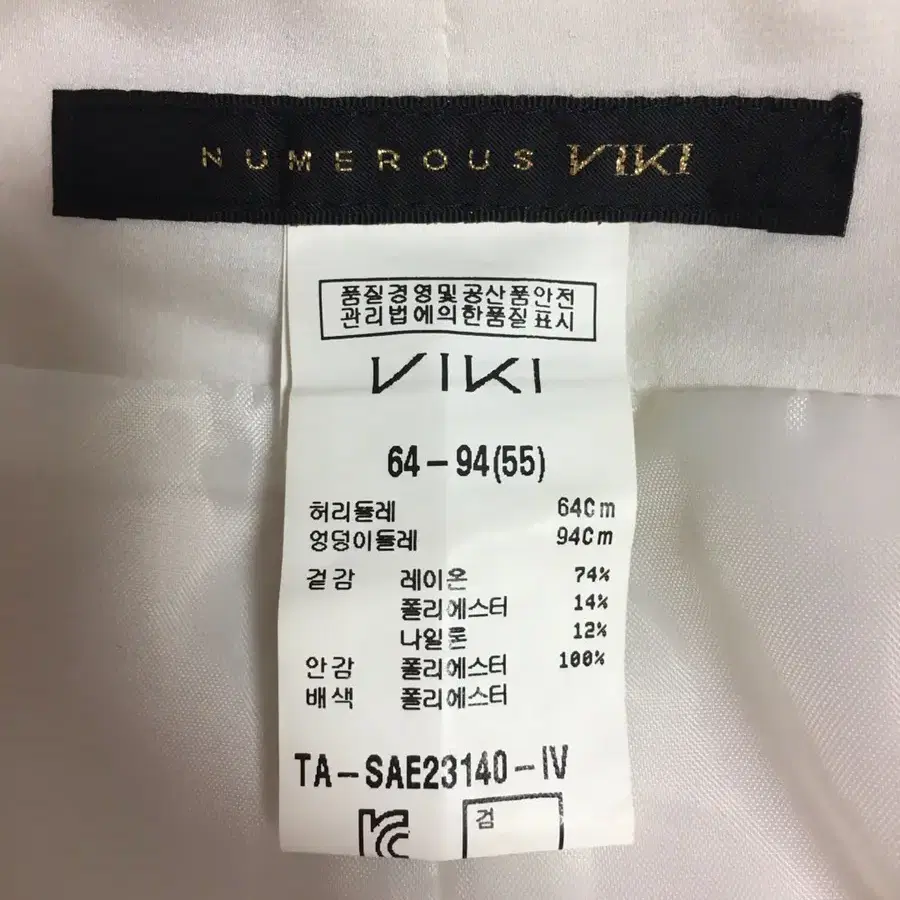 NUMEROUS VIKI
품질경영및공산품안전
관리법에의한품질표시
VIKI
64-94(55)
허리둘레 64Cm
엉덩이둘레 94Cm
겉감 레이온 74%
폴리에스터 14%
나일론 12%
안감 폴리에스터 100%
배색 폴리에스터
TA-SAE23140-IV
검